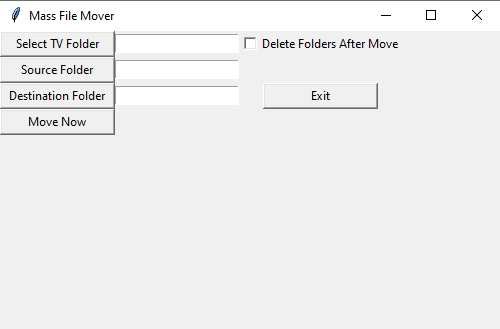 Mass File Mover
Select TV Folder
Delete Folders After Move
Source Folder
Destination Folder
Exit
Move Now